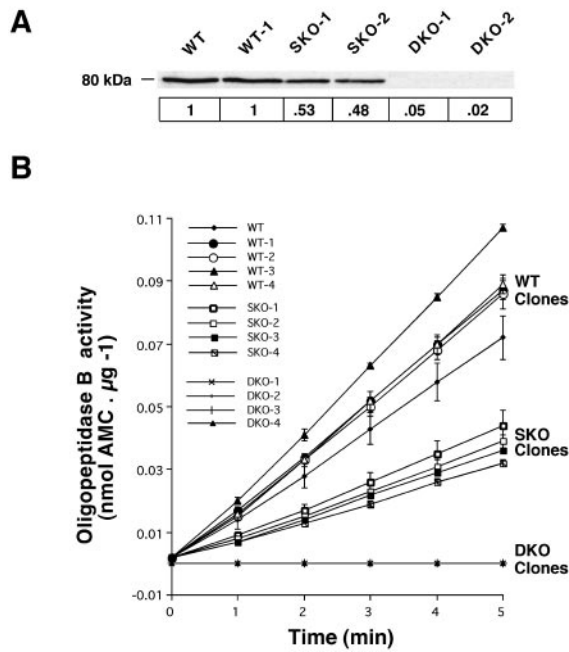 A
WT WT-1 SKO-1 SKO-2 DKO-1 DKO-2
80 kDa
1 1 .53 .48 .05 .02
B
Oligopeptidase B activity
(nmol AMC . µg -1)
0.11
0.09
0.07
0.05
0.03
0.01
-0.01
WT
WT-1
WT-2
WT-3
WT-4
SKO-1
SKO-2
SKO-3
SKO-4
DKO-1
DKO-2
DKO-3
DKO-4
WT
Clones
SKO
Clones
DKO
Clones
0 1 2 3 4 5
Time (min)